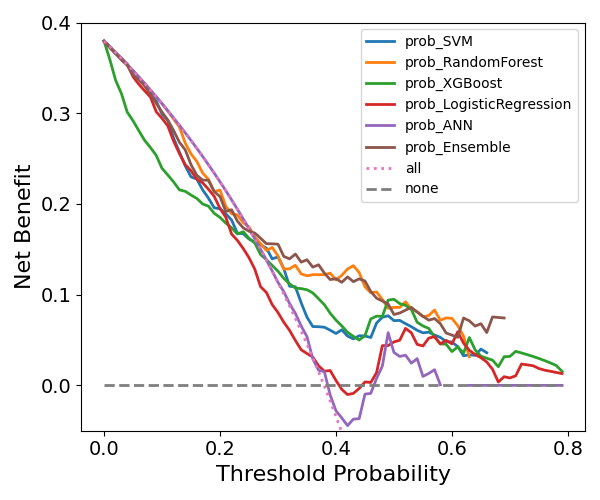 0.4
0.3
0.2
0.1
0.0
Net Benefit
prob_SVM
prob_RandomForest
prob_XGBoost
prob_LogisticRegression
prob_ANN
prob_Ensemble
all
none
0.0 0.2 0.4 0.6 0.8
Threshold Probability